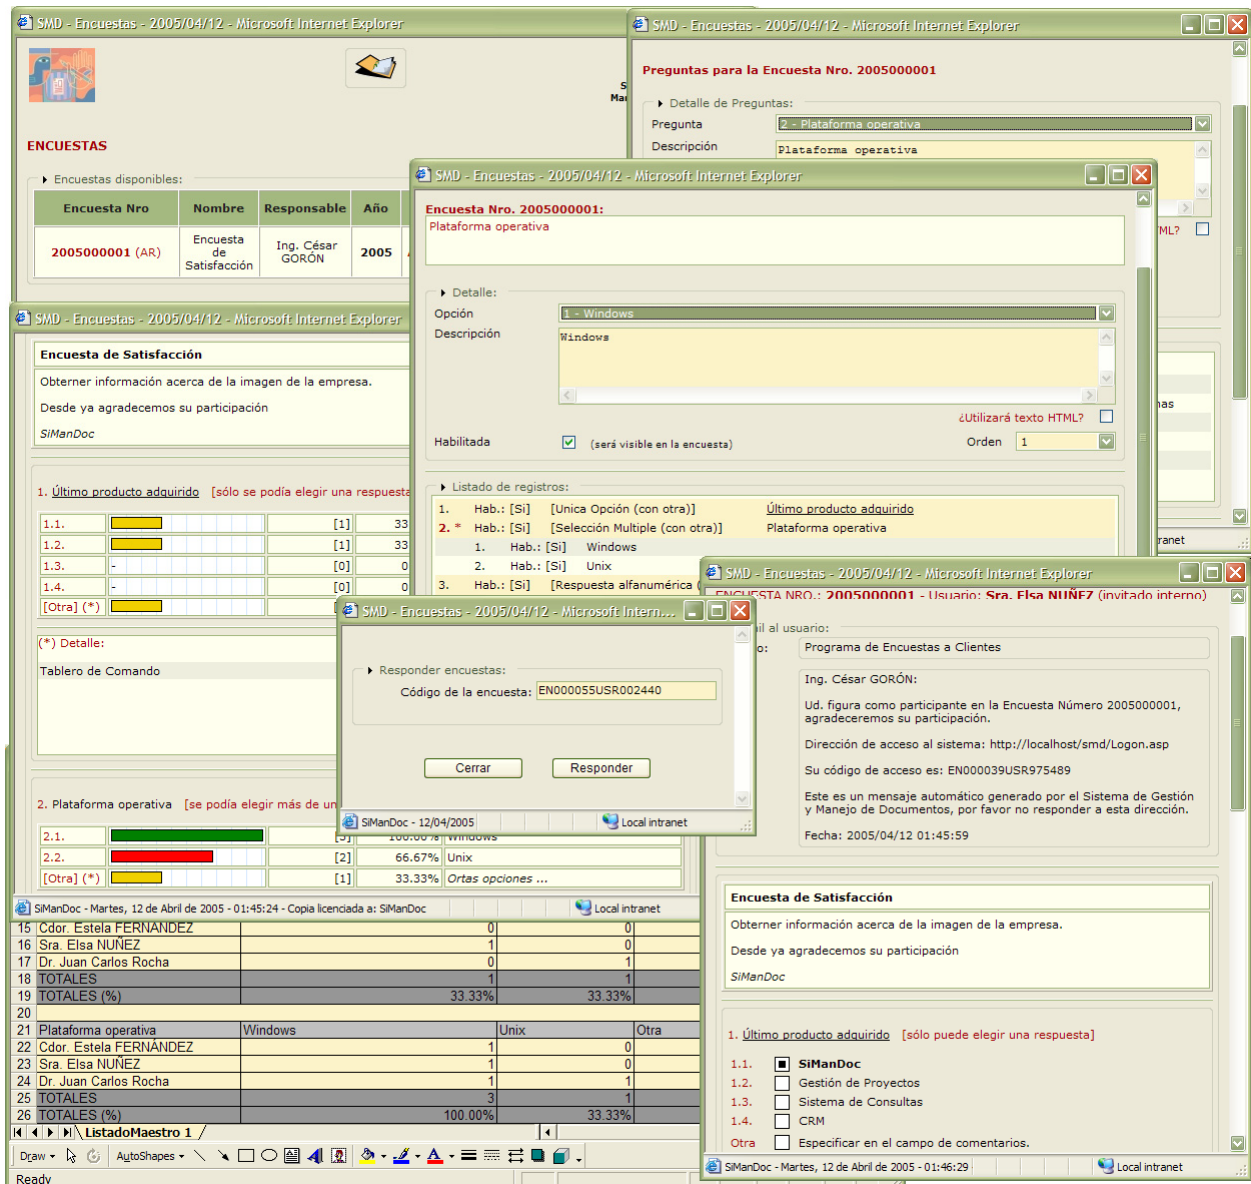 SMD - Encuestas - 2005/04/12 - Microsoft Internet Explorer
ENCUESTAS
Encuestas disponibles:
Encuesta Nro Nombre Responsable Año
2005000001 (AR) Encuesta de Satisfacción Ing. César GORÓN 2005
SMD - Encuestas - 2005/04/12 - Microsoft Internet Explorer
Preguntas para la Encuesta Nro. 2005000001
Detalle de Preguntas:
Pregunta 2 - Plataforma operativa
Descripción Plataforma operativa
SMD - Encuestas - 2005/04/12 - Microsoft Internet Explorer
Encuesta Nro. 2005000001:
Plataforma operativa
Detalle:
Opción 1 - Windows
Descripción Windows
¿Utilizará texto HTML?
Habilitada (será visible en la encuesta) Orden 1
Listado de registros:
1. Hab.: [Si] [Unica Opción (con otra)] Último producto adquirido
2. * Hab.: [Si] [Selección Multiple (con otra)] Plataforma operativa
1. Hab.: [Si] Windows
2. Hab.: [Si] Unix
3. Hab.: [Si] [Respuesta alfanumérica (
SMD - Encuestas - 2005/04/12 - Microsoft Internet Explorer
Encuesta de Satisfacción
Obterner información acerca de la imagen de la empresa.
Desde ya agradecemos su participación
SiManDoc
1. Último producto adquirido [sólo se podía elegir una respuesta
1.1. [1] 33
1.2. [1] 33
1.3. - [0] 0
1.4. - [0] 0
[Otra] (*)
(*) Detalle:
Tablero de Comando
2. Plataforma operativa [se podía elegir más de un
2.1. [3] 100.00% Windows
2.2. [2] 66.67% Unix
[Otra] (*) [1] 33.33% Ortas opciones ...
SiManDoc - Martes, 12 de Abril de 2005 - 01:45:24 - Copia licenciada a: SiManDoc Local intranet
SMD - Encuestas - 2005/04/12 - Microsoft Intern...
Responder encuestas:
Código de la encuesta: EN000055USR002440
Cerrar Responder
SiManDoc - 12/04/2005 Local intranet
SMD - Encuestas - 2005/04/12 - Microsoft Internet Explorer
ENCUESTA NRO.: 2005000001 - Usuario: Sra. Elsa NUÑEZ (invitado interno)
il al usuario:
o: Programa de Encuestas a Clientes
Ing. César GORÓN:
Ud. figura como participante en la Encuesta Número 2005000001,
agradeceremos su participación.
Dirección de acceso al sistema: http://localhost/smd/Logon.asp
Su código de acceso es: EN000039USR975489
Este es un mensaje automático generado por el Sistema de Gestión
y Manejo de Documentos, por favor no responder a esta dirección.
Fecha: 2005/04/12 01:45:59
Encuesta de Satisfacción
Obterner información acerca de la imagen de la empresa.
Desde ya agradecemos su participación
SiManDoc
1. Último producto adquirido [sólo puede elegir una respuesta]
1.1. SiManDoc
1.2. Gestión de Proyectos
1.3. Sistema de Consultas
1.4. CRM
Otra Especificar en el campo de comentarios.
SiManDoc - Martes, 12 de Abril de 2005 - 01:46:29 Local intranet
15 Cdor. Estela FERNÁNDEZ 0 0
16 Sra. Elsa NUÑEZ 1 0
17 Dr. Juan Carlos Rocha 0 1
18 TOTALES 1 1
19 TOTALES (%) 33.33% 33.33%
20
21 Plataforma operativa Windows Unix Otra
22 Cdor. Estela FERNÁNDEZ 1 0
23 Sra. Elsa NUÑEZ 1 0
24 Dr. Juan Carlos Rocha 1 1
25 TOTALES 3 1
26 TOTALES (%) 100.00% 33.33%
ListadoMaestro 1
Draw AutoShapes
Ready